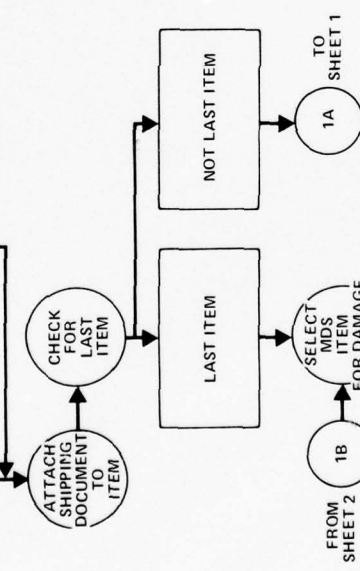 ATTACH
SHIPPING
DOCUMENT
TO
ITEM
CHECK
FOR
LAST
ITEM
LAST ITEM
NOT LAST ITEM
FROM
SHEET 2
1B
SELECT
MDS
ITEM
FOR DAMAGE
1A
TO
SHEET 1